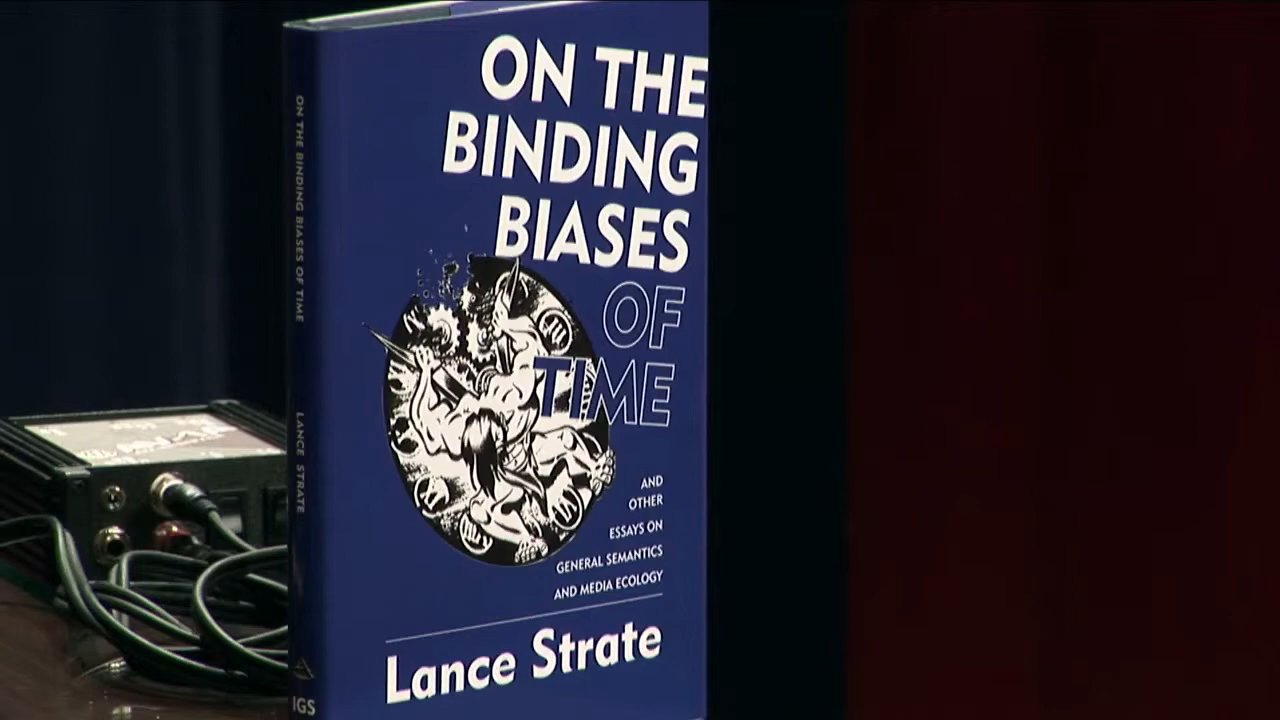 ON THE
BINDING
BIASES
OF
TIME
AND
OTHER
ESSAYS ON
GENERAL SEMANTICS
AND MEDIA ECOLOGY
Lance Strate
ON THE BINDING BIASES OF TIME
LANCE STRATE
IGS